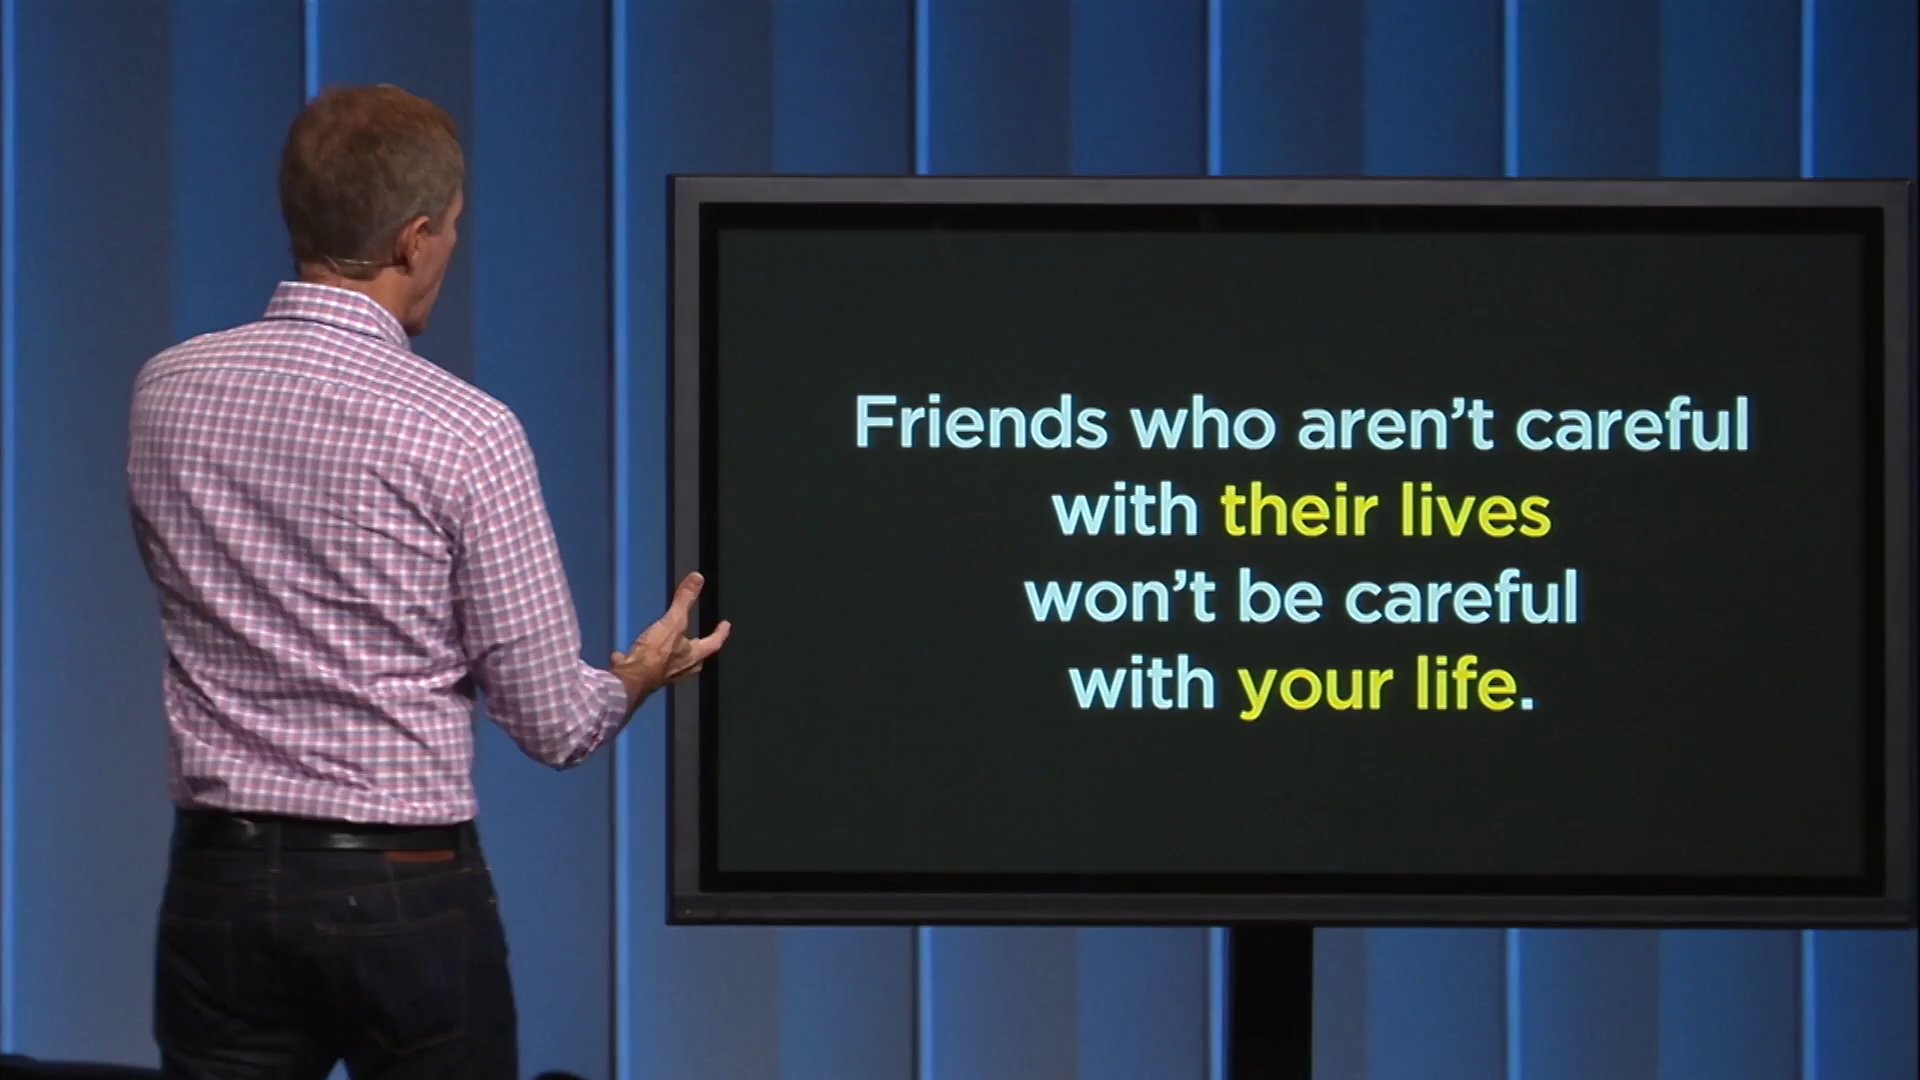 Friends who aren't careful
with their lives
won't be careful
with your life.